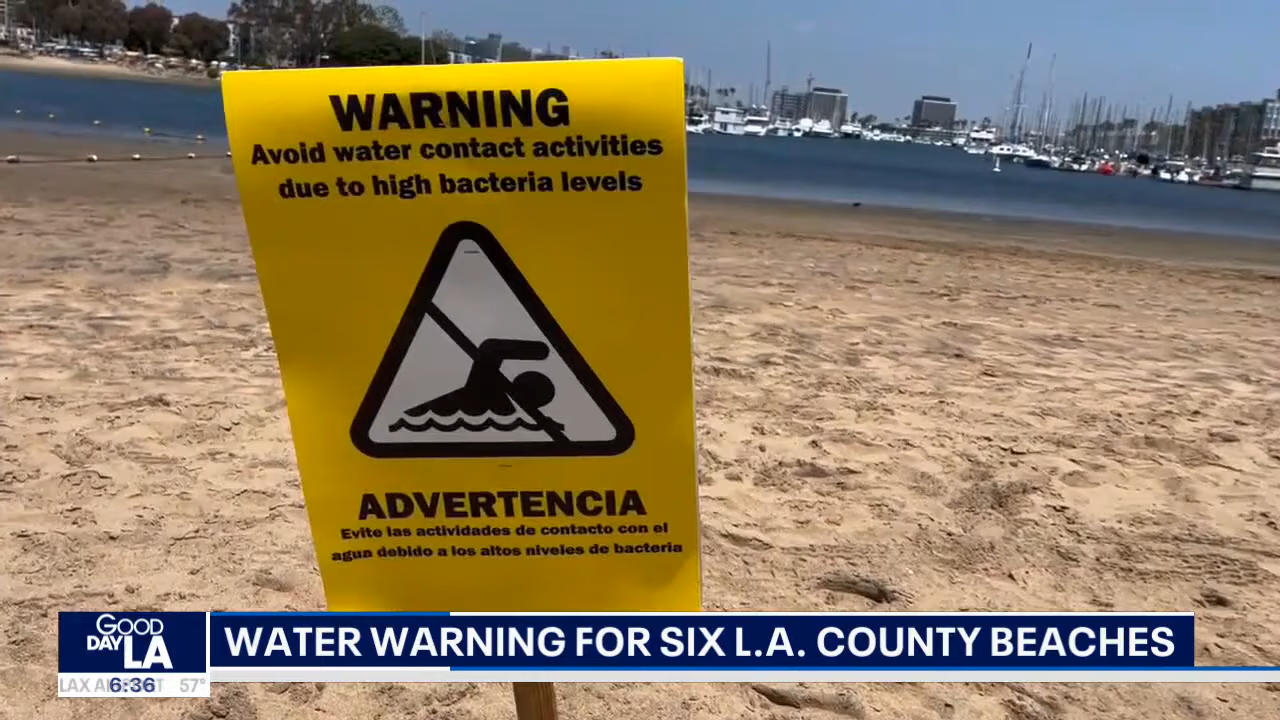 WARNING
Avoid water contact activities
due to high bacteria levels
ADVERTENCIA
Evite las actividades de contacto con el
agua debido a los altos niveles de bacteria
GOOD
DAY LA
WATER WARNING FOR SIX L.A. COUNTY BEACHES
LAX
6:36
57°